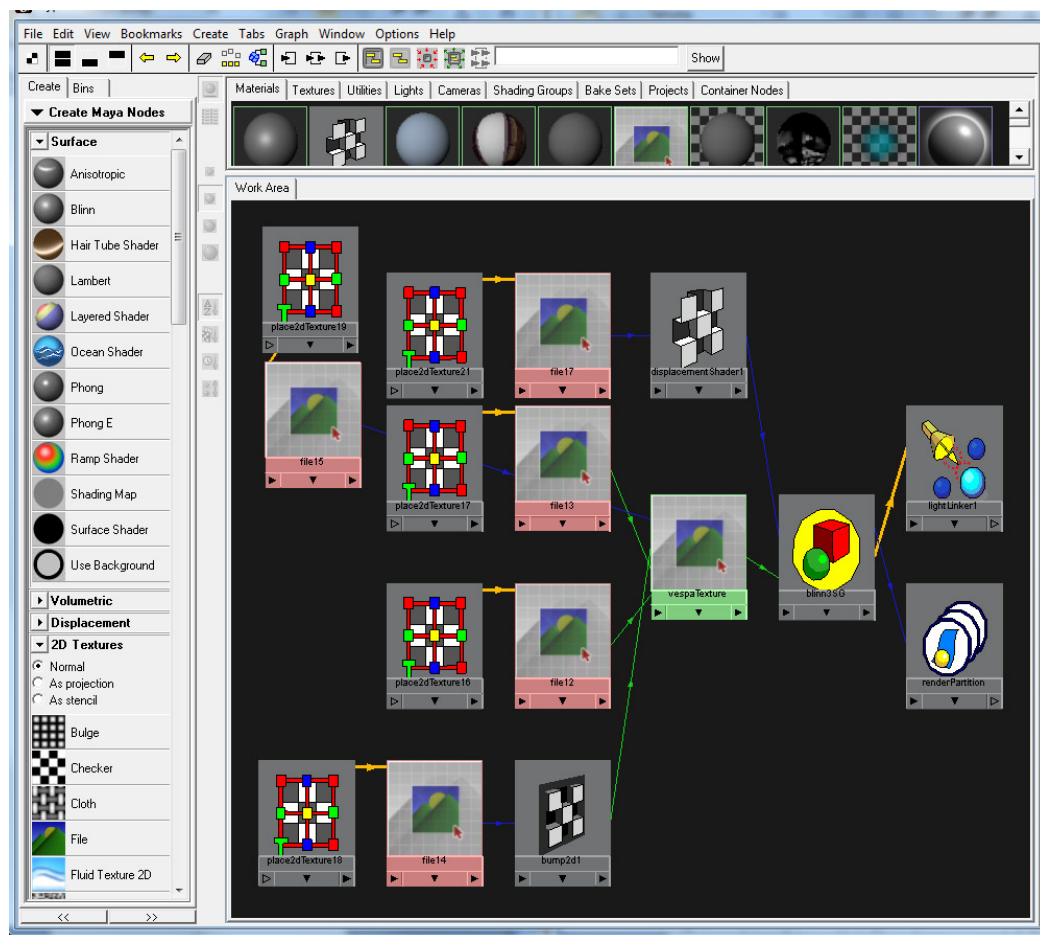 File Edit View Bookmarks Create Tabs Graph Window Options Help
Show
Create Bins
Create Maya Nodes
Surface
Anisotropic
Blinn
Hair Tube Shader
Lambert
Layered Shader
Ocean Shader
Phong
Phong E
Ramp Shader
Shading Map
Surface Shader
Use Background
Volumetric
Displacement
2D Textures
Normal
As projection
As stencil
Bulge
Checker
Cloth
File
Fluid Texture 2D
<< >>
Materials Textures Utilities Lights Cameras Shading Groups Bake Sets Projects Container Nodes
Work Area
place2dTexture19
place2dTexture21 file17 displacementShader1
file15
place2dTexture17 file13 lightLinker1
vespaTexture blinn3SG
place2dTexture16 file12 renderPartition
place2dTexture18 file14 bump2d1